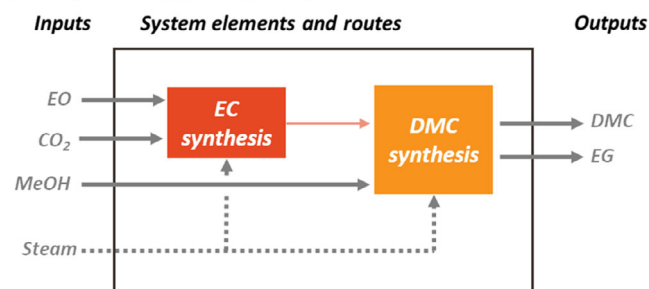 Inputs System elements and routes Outputs
EO
EC
synthesis
CO₂
DMC
synthesis
DMC
EG
MeOH
Steam